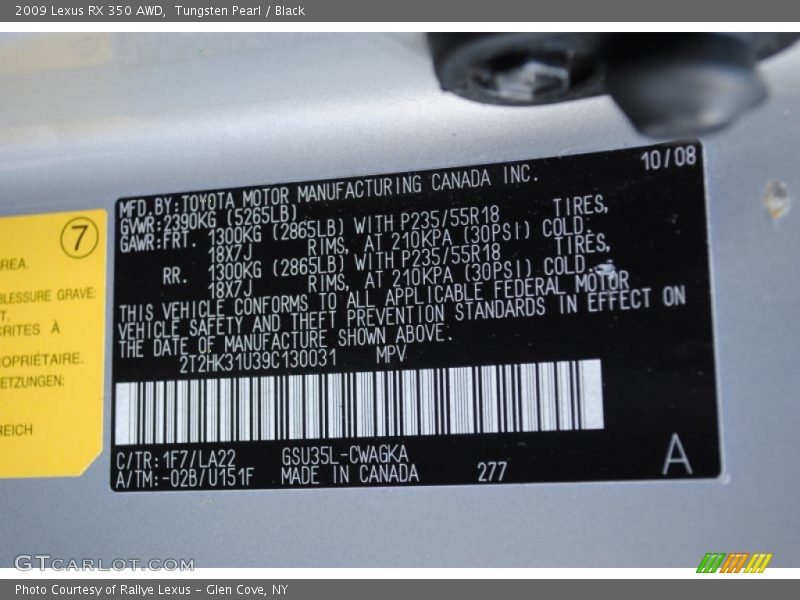 2009 Lexus RX 350 AWD, Tungsten Pearl / Black
7
REA.
BLESSURE GRAVE:
T.
CRITES À
OPRIÉTAIRE.
ETZUNGEN:
REICH
10/08
MFD. BY: TOYOTA MOTOR MANUFACTURING CANADA INC.
GVWR: 2390KG (5265LB)
GAWR: FRT. 1300KG (2865LB) WITH P235/55R18 TIRES,
18X7J RIMS, AT 210KPA (30PSI) COLD.
RR. 1300KG (2865LB) WITH P235/55R18 TIRES,
18X7J RIMS, AT 210KPA (30PSI) COLD.
THIS VEHICLE CONFORMS TO ALL APPLICABLE FEDERAL MOTOR
VEHICLE SAFETY AND THEFT PREVENTION STANDARDS IN EFFECT ON
THE DATE OF MANUFACTURE SHOWN ABOVE.
2T2HK31U39C130031 MPV
C/TR: 1F7/LA22 GSU35L-CWAGKA
A/TM: -02B/U151F MADE IN CANADA 277
A
GTCARLOT.COM
Photo Courtesy of Rallye Lexus - Glen Cove, NY